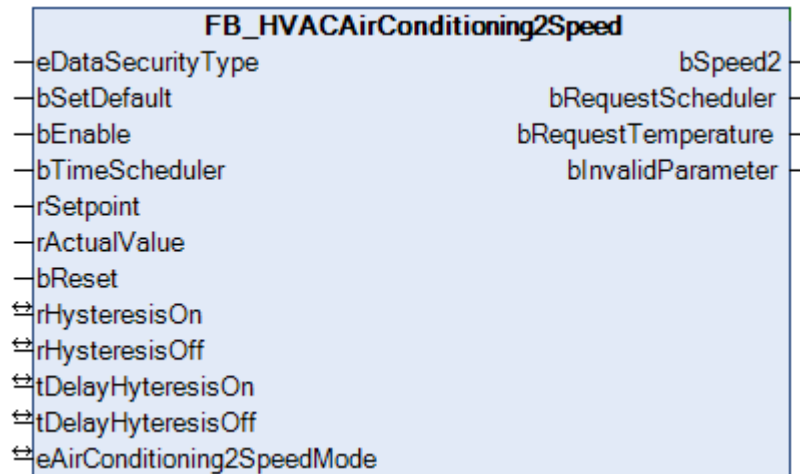 FB_HVACAirConditioning2Speed
eDataSecurityType bSpeed2
bSetDefault bRequestScheduler
bEnable bRequestTemperature
bTimeScheduler bInvalidParameter
rSetpoint
rActualValue
bReset
rHysteresisOn
rHysteresisOff
tDelayHyteresisOn
tDelayHyteresisOff
eAirConditioning2SpeedMode